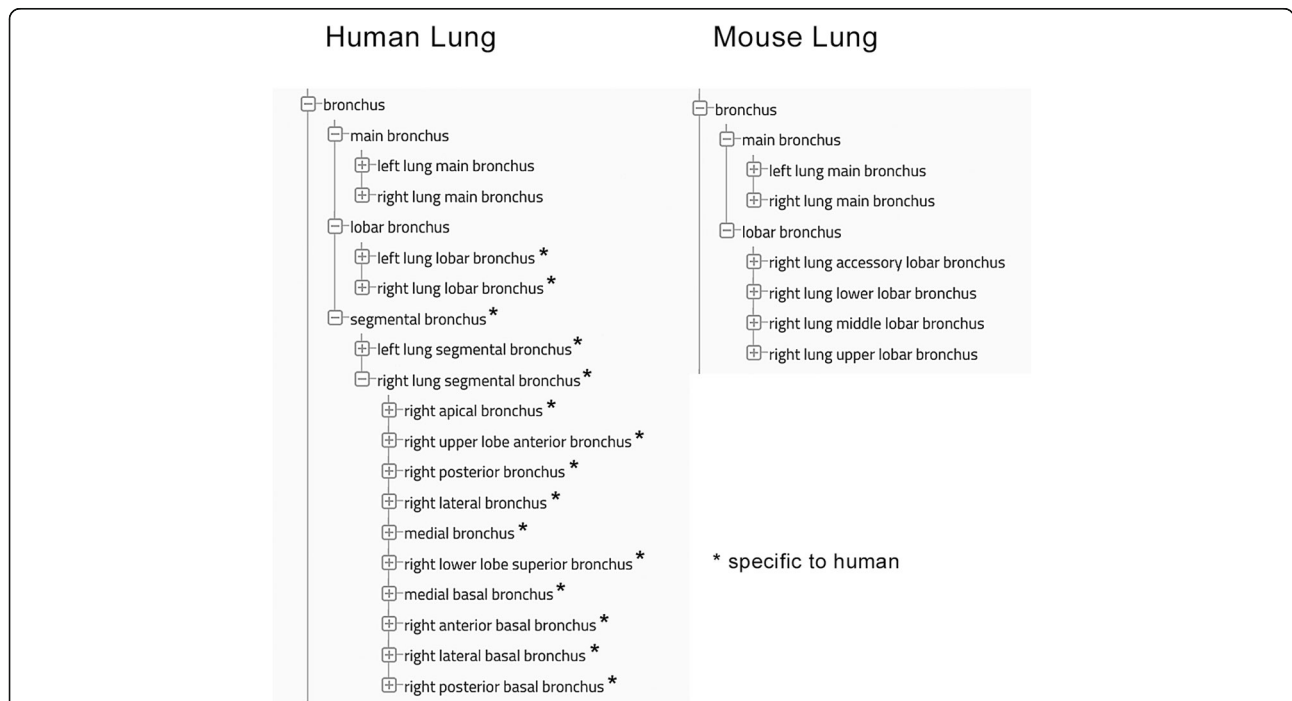 Human Lung
bronchus
main bronchus
left lung main bronchus
right lung main bronchus
lobar bronchus
left lung lobar bronchus *
right lung lobar bronchus *
segmental bronchus *
left lung segmental bronchus *
right lung segmental bronchus *
right apical bronchus *
right upper lobe anterior bronchus *
right posterior bronchus *
right lateral bronchus *
medial bronchus *
right lower lobe superior bronchus *
medial basal bronchus *
right anterior basal bronchus *
right lateral basal bronchus *
right posterior basal bronchus *
Mouse Lung
bronchus
main bronchus
left lung main bronchus
right lung main bronchus
lobar bronchus
right lung accessory lobar bronchus
right lung lower lobar bronchus
right lung middle lobar bronchus
right lung upper lobar bronchus
* specific to human